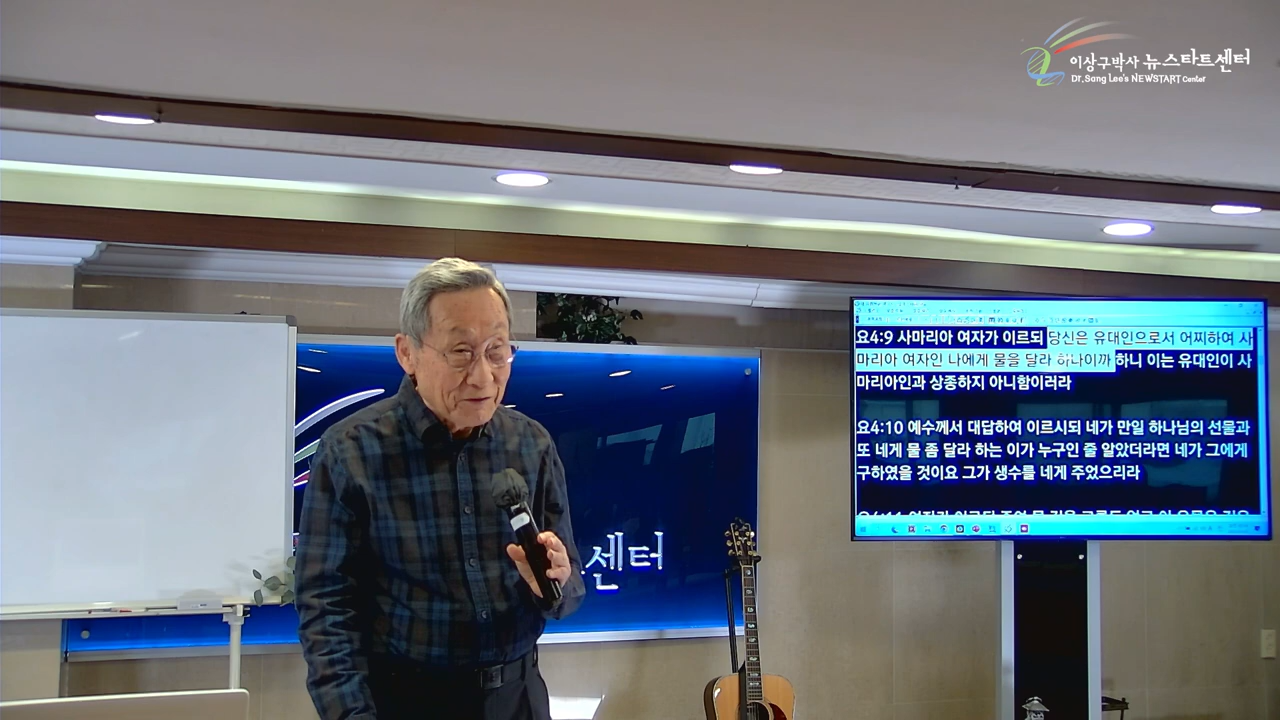 이상구박사 뉴스타트센터
Dr. Sang Lee's NEWSTART Center
요4:9 사마리아 여자가 이르되 당신은 유대인으로서 어찌하여 사
마리아 여자인 나에게 물을 달라 하나이까 하니 이는 유대인이 사
마리아인과 상종하지 아니함이러라
요4:10 예수께서 대답하여 이르시되 네가 만일 하나님의 선물과
또 네게 물 좀 달라 하는 이가 누구인 줄 알았더라면 네가 그에게
구하였을 것이요 그가 생수를 네게 주었으리라
센터